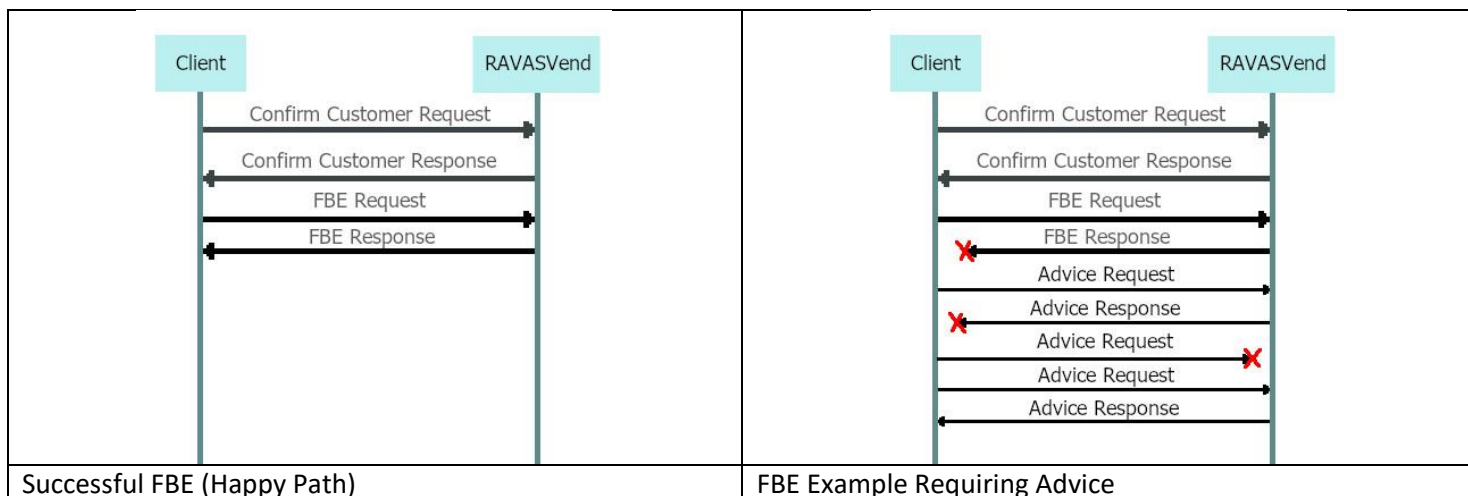 Client
RAVASVend
Confirm Customer Request
Confirm Customer Response
FBE Request
FBE Response
Successful FBE (Happy Path)
Client
RAVASVend
Confirm Customer Request
Confirm Customer Response
FBE Request
FBE Response
Advice Request
Advice Response
Advice Request
Advice Request
Advice Response
FBE Example Requiring Advice